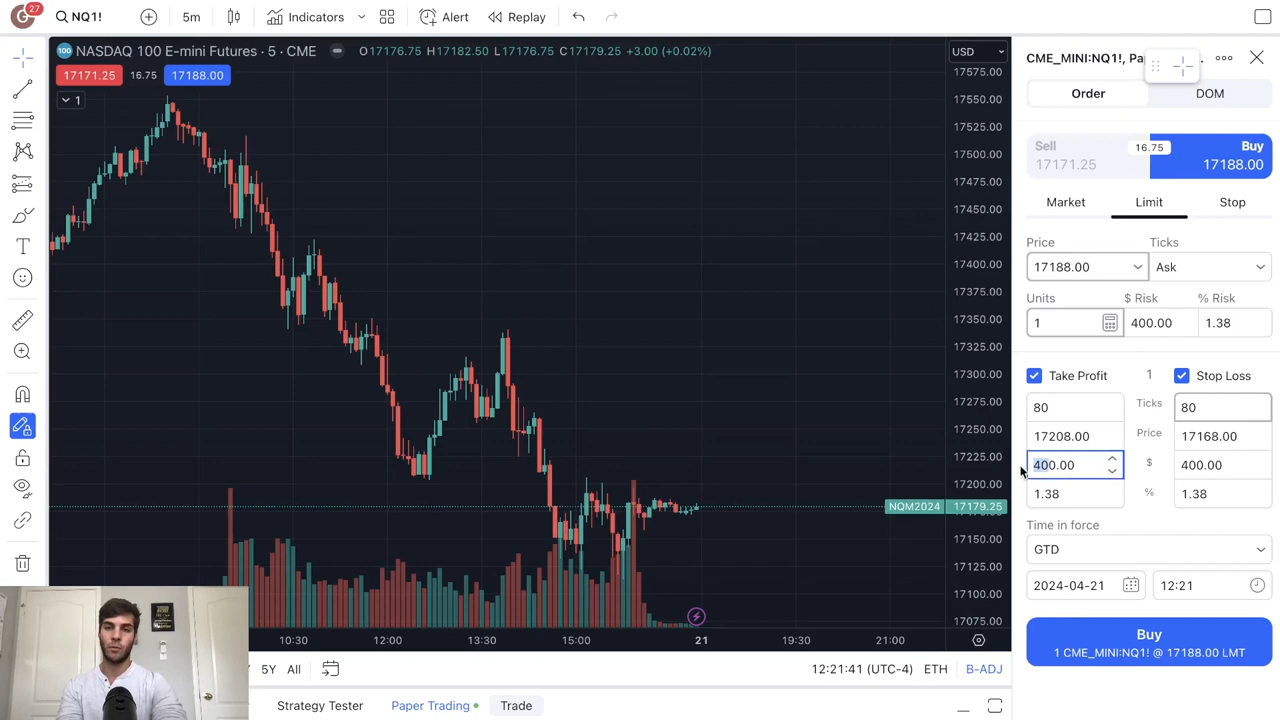 27
NQ1!
5m
Indicators
Alert
Replay
100
NASDAQ 100 E-mini Futures · 5 · CME
O17176.75 H17182.50 L17176.75 C17179.25 +3.00 (+0.02%)
17171.25
16.75
17188.00
1
USD
17575.00
17550.00
17525.00
17500.00
17475.00
17450.00
17425.00
17400.00
17375.00
17350.00
17325.00
17300.00
17275.00
17250.00
17225.00
17200.00
NQM2024
17179.25
17150.00
17125.00
17100.00
17075.00
10:30
12:00
13:30
15:00
21
19:30
21:00
5Y
All
12:21:41 (UTC-4)
ETH
B-ADJ
Strategy Tester
Paper Trading
Trade
CME_MINI:NQ1!,
Order
DOM
Sell
17171.25
16.75
Buy
17188.00
Market
Limit
Stop
Price
Ticks
17188.00
Ask
Units
$ Risk
% Risk
1
400.00
1.38
Take Profit
1
Stop Loss
80
Ticks
80
17208.00
Price
17168.00
400.00
$
400.00
1.38
%
1.38
Time in force
GTD
2024-04-21
12:21
Buy
1 CME_MINI:NQ1! @ 17188.00 LMT